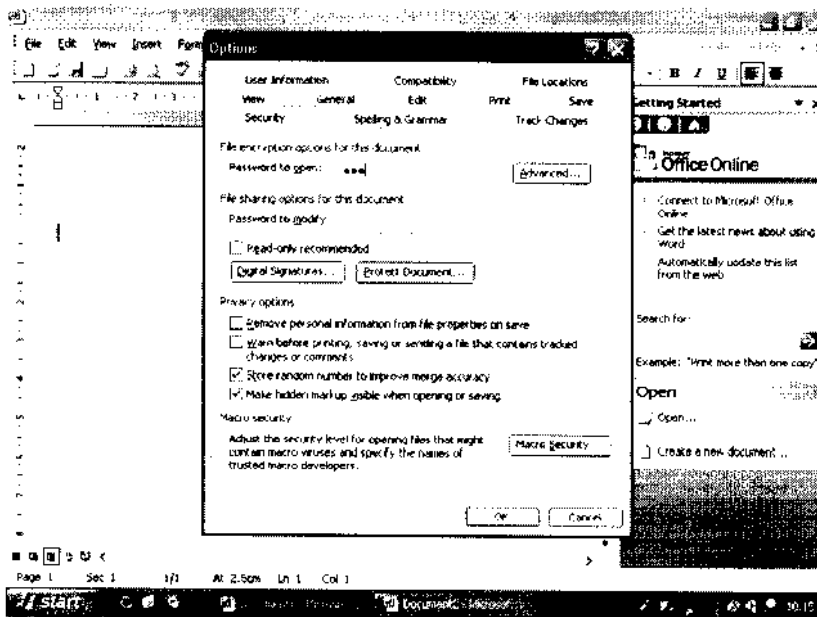 File Edit View Insert
Options
User Information Compatibility File Locations
View General Edit Print Save
Security Spelling & Grammar Track Changes
File encryption options for this document
Password to open:
Advanced...
File sharing options for this document
Password to modify
Read-only recommended
Digital Signatures... Protect Document...
Privacy options
Remove personal information from file properties on save
Warn before printing, saving or sending a file that contains tracked
changes or comments
Store random number to improve merge accuracy
Make hidden markup visible when opening or saving
Macro security
Adjust the security level for opening files that might
contain macro viruses and specify the names of
trusted macro developers.
Macro Security
OK Cancel
B I U
Getting Started
Office Online
Connect to Microsoft Office
Online
Get the latest news about using
Word
Automatically update this list
from the web
Search for:
Example: "Print more than one copy"
Open
Open...
Create a new document...
Page 1 Sec 1 1/1 At 2.5cm Ln 1 Col 1
start